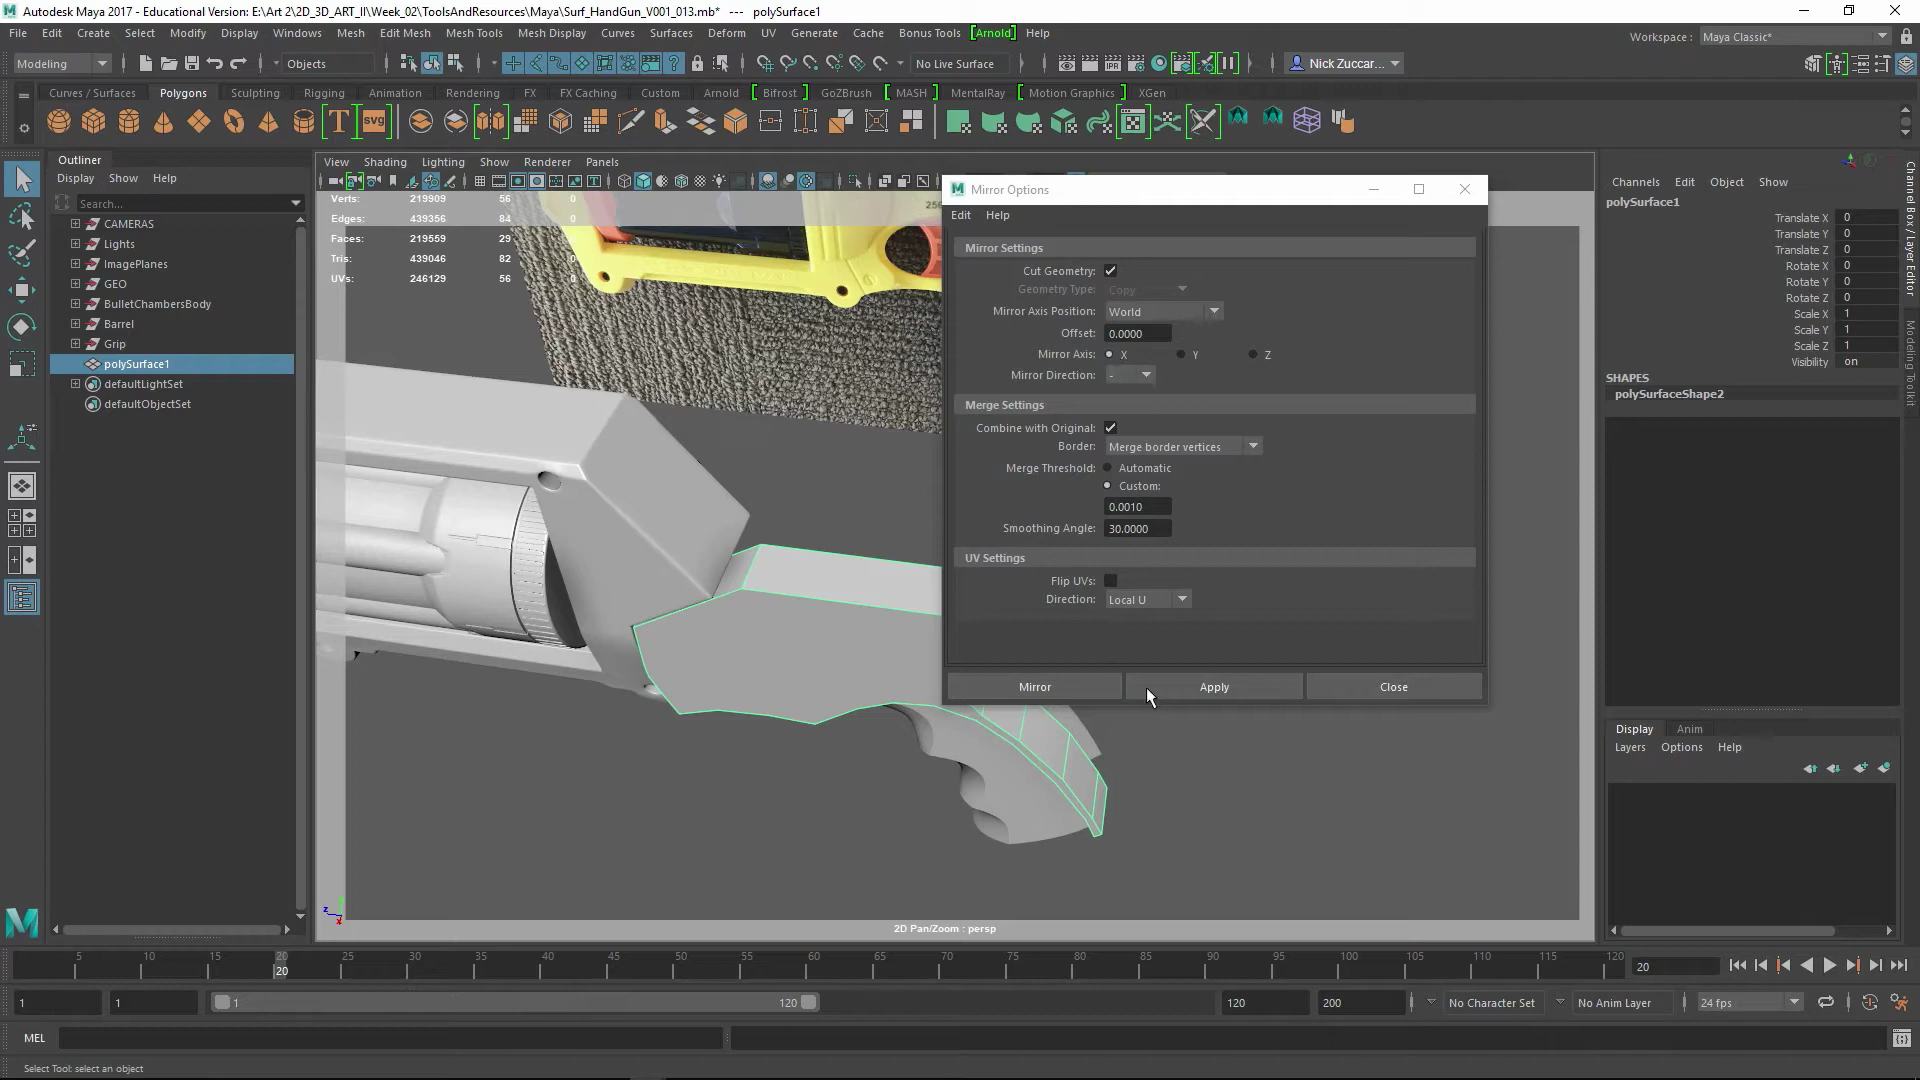 Autodesk Maya 2017 - Educational Version: E:\Art 2\2D_3D_ART_II\Week_02\ToolsAndResources\Maya\Surf_HandGun_V001_013.mb* --- polySurface1
File Edit Create Select Modify Display Windows Mesh Edit Mesh Mesh Tools Mesh Display Curves Surfaces Deform UV Generate Cache Bonus Tools [Arnold] Help
Workspace : Maya Classic*
Modeling Objects No Live Surface Nick Zuccar...
Curves / Surfaces Polygons Sculpting Rigging Animation Rendering FX FX Caching Custom Arnold Bifrost GoZBrush MASH MentalRay Motion Graphics XGen
T svg
Outliner
Display Show Help
Search...
CAMERAS
Lights
ImagePlanes
GEO
BulletChambersBody
Barrel
Grip
polySurface1
defaultLightSet
defaultObjectSet
View Shading Lighting Show Renderer Panels
Verts: 219909 56 0
Edges: 439356 84 0
Faces: 219559 29 0
Tris: 439046 82 0
UVs: 246129 56 0
Mirror Options
Edit Help
Mirror Settings
Cut Geometry:
Geometry Type: Copy
Mirror Axis Position: World
Offset: 0.0000
Mirror Axis: X Y Z
Mirror Direction: -
Merge Settings
Combine with Original:
Border: Merge border vertices
Merge Threshold: Automatic
Custom:
0.0010
Smoothing Angle: 30.0000
UV Settings
Flip UVs:
Direction: Local U
Mirror Apply Close
2D Pan/Zoom : persp
Channels Edit Object Show
polySurface1
Translate X 0
Translate Y 0
Translate Z 0
Rotate X 0
Rotate Y 0
Rotate Z 0
Scale X 1
Scale Y 1
Scale Z 1
Visibility on
SHAPES
polySurfaceShape2
Channel Box / Layer Editor
Modeling Toolkit
Display Anim
Layers Options Help
5 10 15 20 25 30 35 40 45 50 55 60 65 70 75 80 85 90 95 100 105 110 115 120
20
20
1 1 1 120 120 200 No Character Set No Anim Layer 24 fps
MEL
Select Tool: select an object